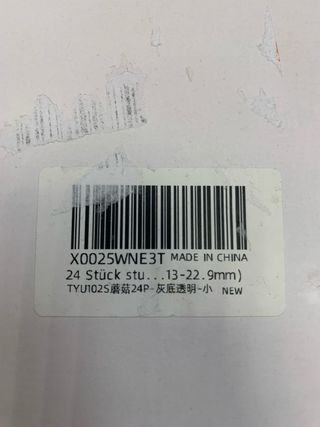 X0025WNE3T MADE IN CHINA
24 Stück stu...13-22.9mm)
TYU102S蘑菇24P-灰底透明-小 NEW